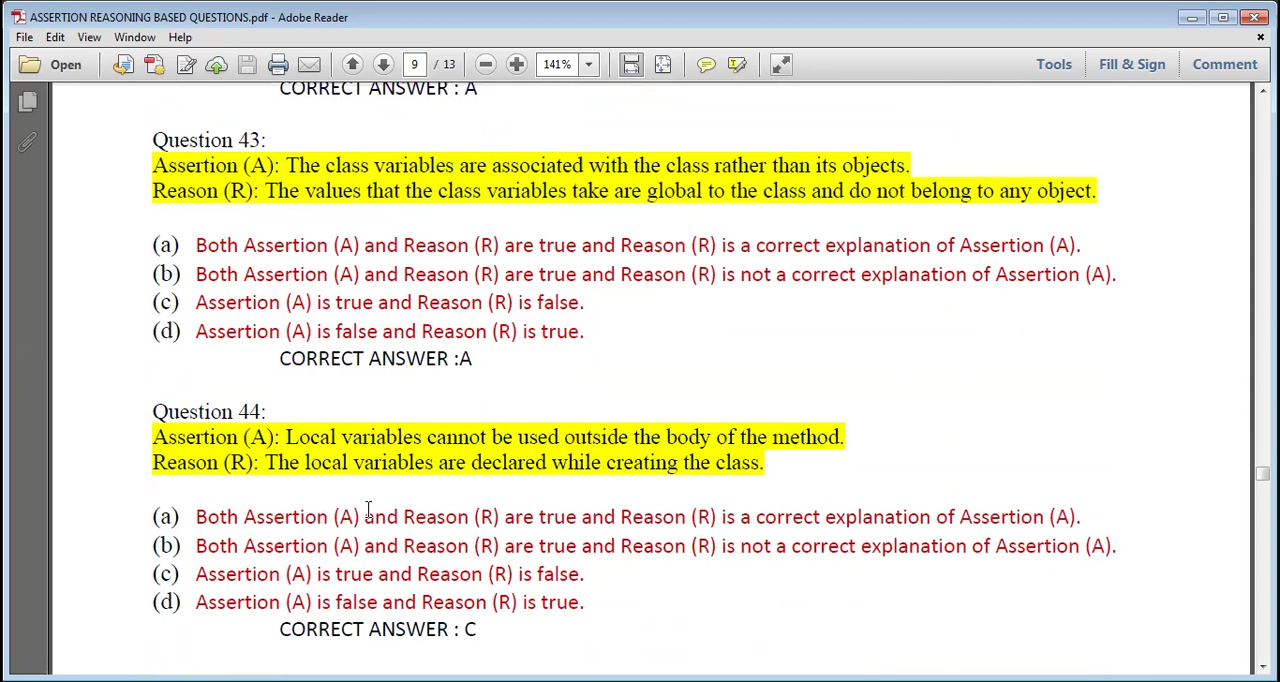 ASSERTION REASONING BASED QUESTIONS.pdf - Adobe Reader
File Edit View Window Help
Open 9 / 13 141% Tools Fill & Sign Comment
CORRECT ANSWER : A
Question 43:
Assertion (A): The class variables are associated with the class rather than its objects.
Reason (R): The values that the class variables take are global to the class and do not belong to any object.
(a) Both Assertion (A) and Reason (R) are true and Reason (R) is a correct explanation of Assertion (A).
(b) Both Assertion (A) and Reason (R) are true and Reason (R) is not a correct explanation of Assertion (A).
(c) Assertion (A) is true and Reason (R) is false.
(d) Assertion (A) is false and Reason (R) is true.
CORRECT ANSWER :A
Question 44:
Assertion (A): Local variables cannot be used outside the body of the method.
Reason (R): The local variables are declared while creating the class.
(a) Both Assertion (A) and Reason (R) are true and Reason (R) is a correct explanation of Assertion (A).
(b) Both Assertion (A) and Reason (R) are true and Reason (R) is not a correct explanation of Assertion (A).
(c) Assertion (A) is true and Reason (R) is false.
(d) Assertion (A) is false and Reason (R) is true.
CORRECT ANSWER : C